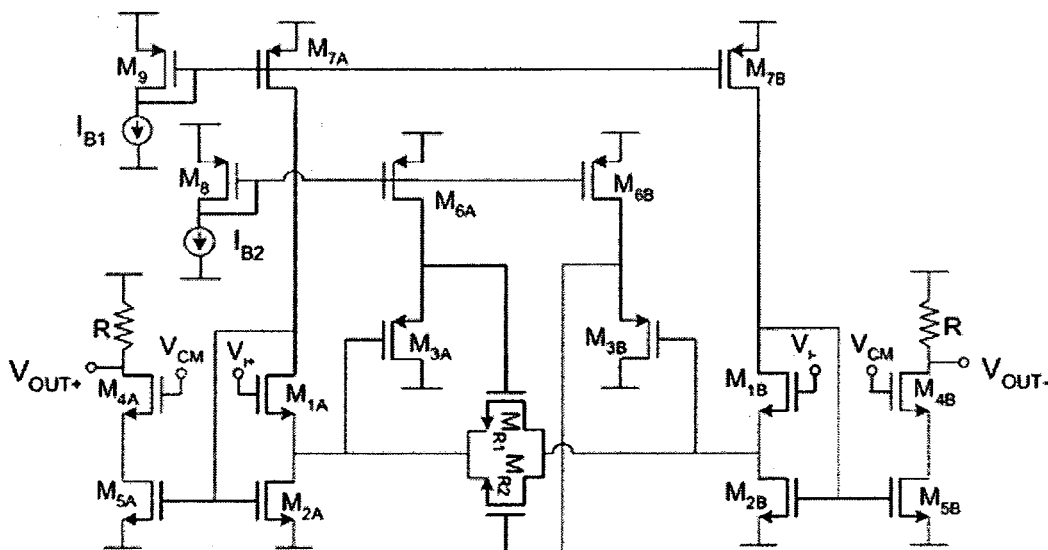 M7A
M9
M7B
IB1
M8
M6A
M6B
IB2
R
VCM
VI+
M3A
M3B
VI-
VCM
R
VOUT+
M4A
M1A
M1B
M4B
VOUT-
MR1
MR2
M5A
M2A
M2B
M5B